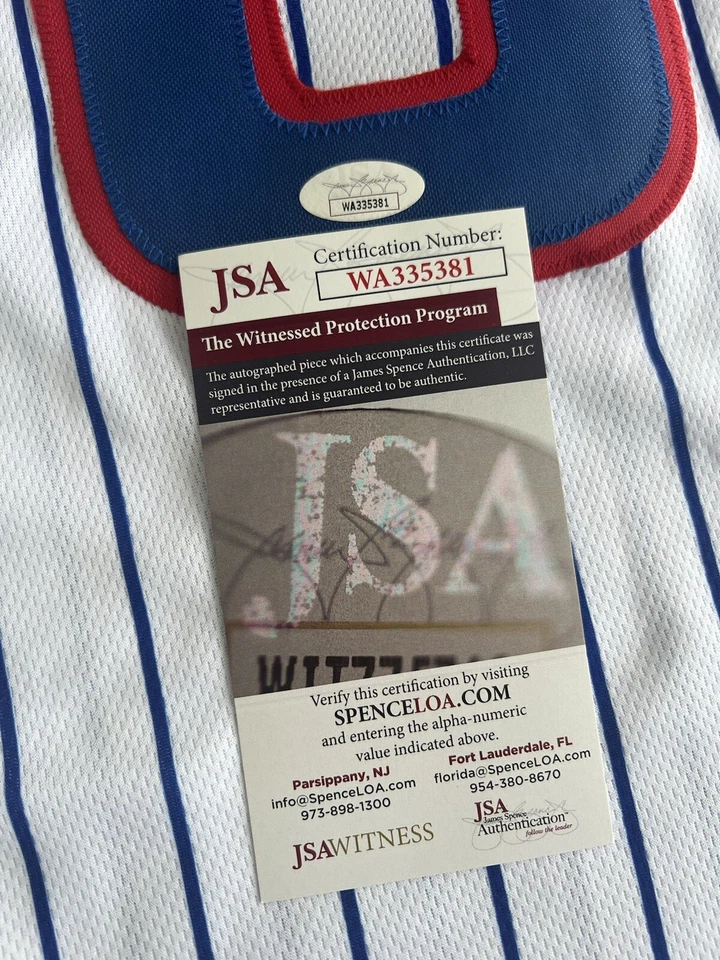 WA335381
JSA
Certification Number:
WA335381
The Witnessed Protection Program
The autographed piece which accompanies this certificate was
signed in the presence of a James Spence Authentication, LLC
representative and is guaranteed to be authentic.
JSA
Verify this certification by visiting
SPENCELOA.COM
and entering the alpha-numeric
value indicated above.
Parsippany, NJ
info@SpenceLOA.com
973-898-1300
Fort Lauderdale, FL
florida@SpenceLOA.com
954-380-8670
JSAWITNESS
JSA
James Spence
Authentication
follow the leader